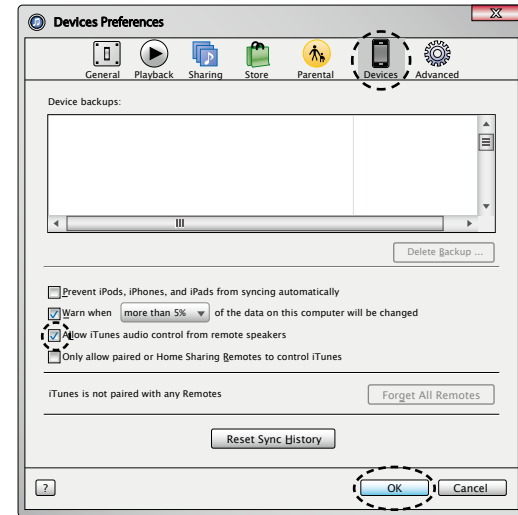 Devices Preferences
General Playback Sharing Store Parental Devices Advanced
Device backups:
Delete Backup ...
Prevent iPods, iPhones, and iPads from syncing automatically
Warn when more than 5% of the data on this computer will be changed
Allow iTunes audio control from remote speakers
Only allow paired or Home Sharing Remotes to control iTunes
iTunes is not paired with any Remotes Forget All Remotes
Reset Sync History
? OK Cancel